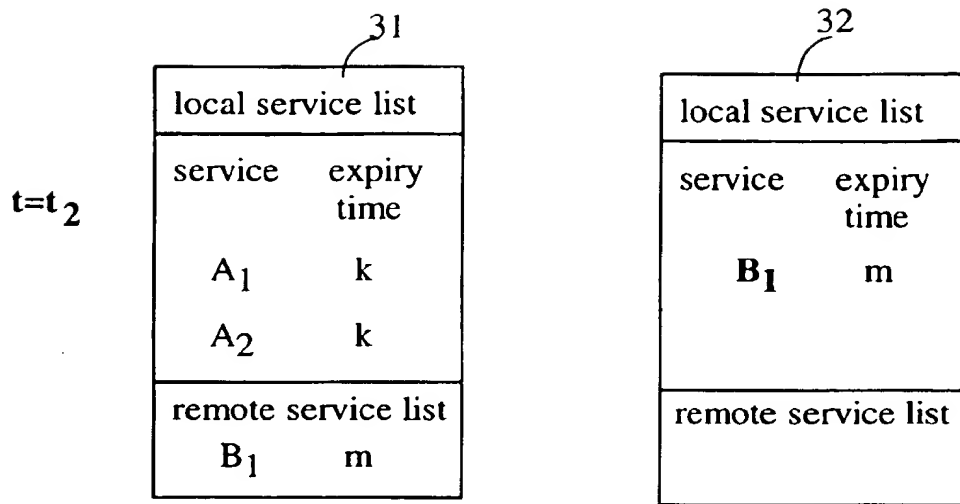 31
local service list
service expiry
time
t=t2
A1 k
A2 k
remote service list
B1 m
32
local service list
service expiry
time
B1 m
remote service list